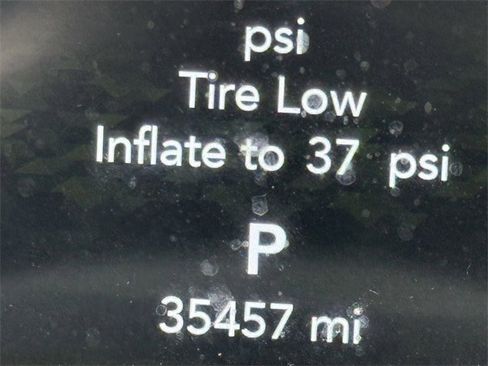 psi
Tire Low
Inflate to 37 psi
P
35457 mi